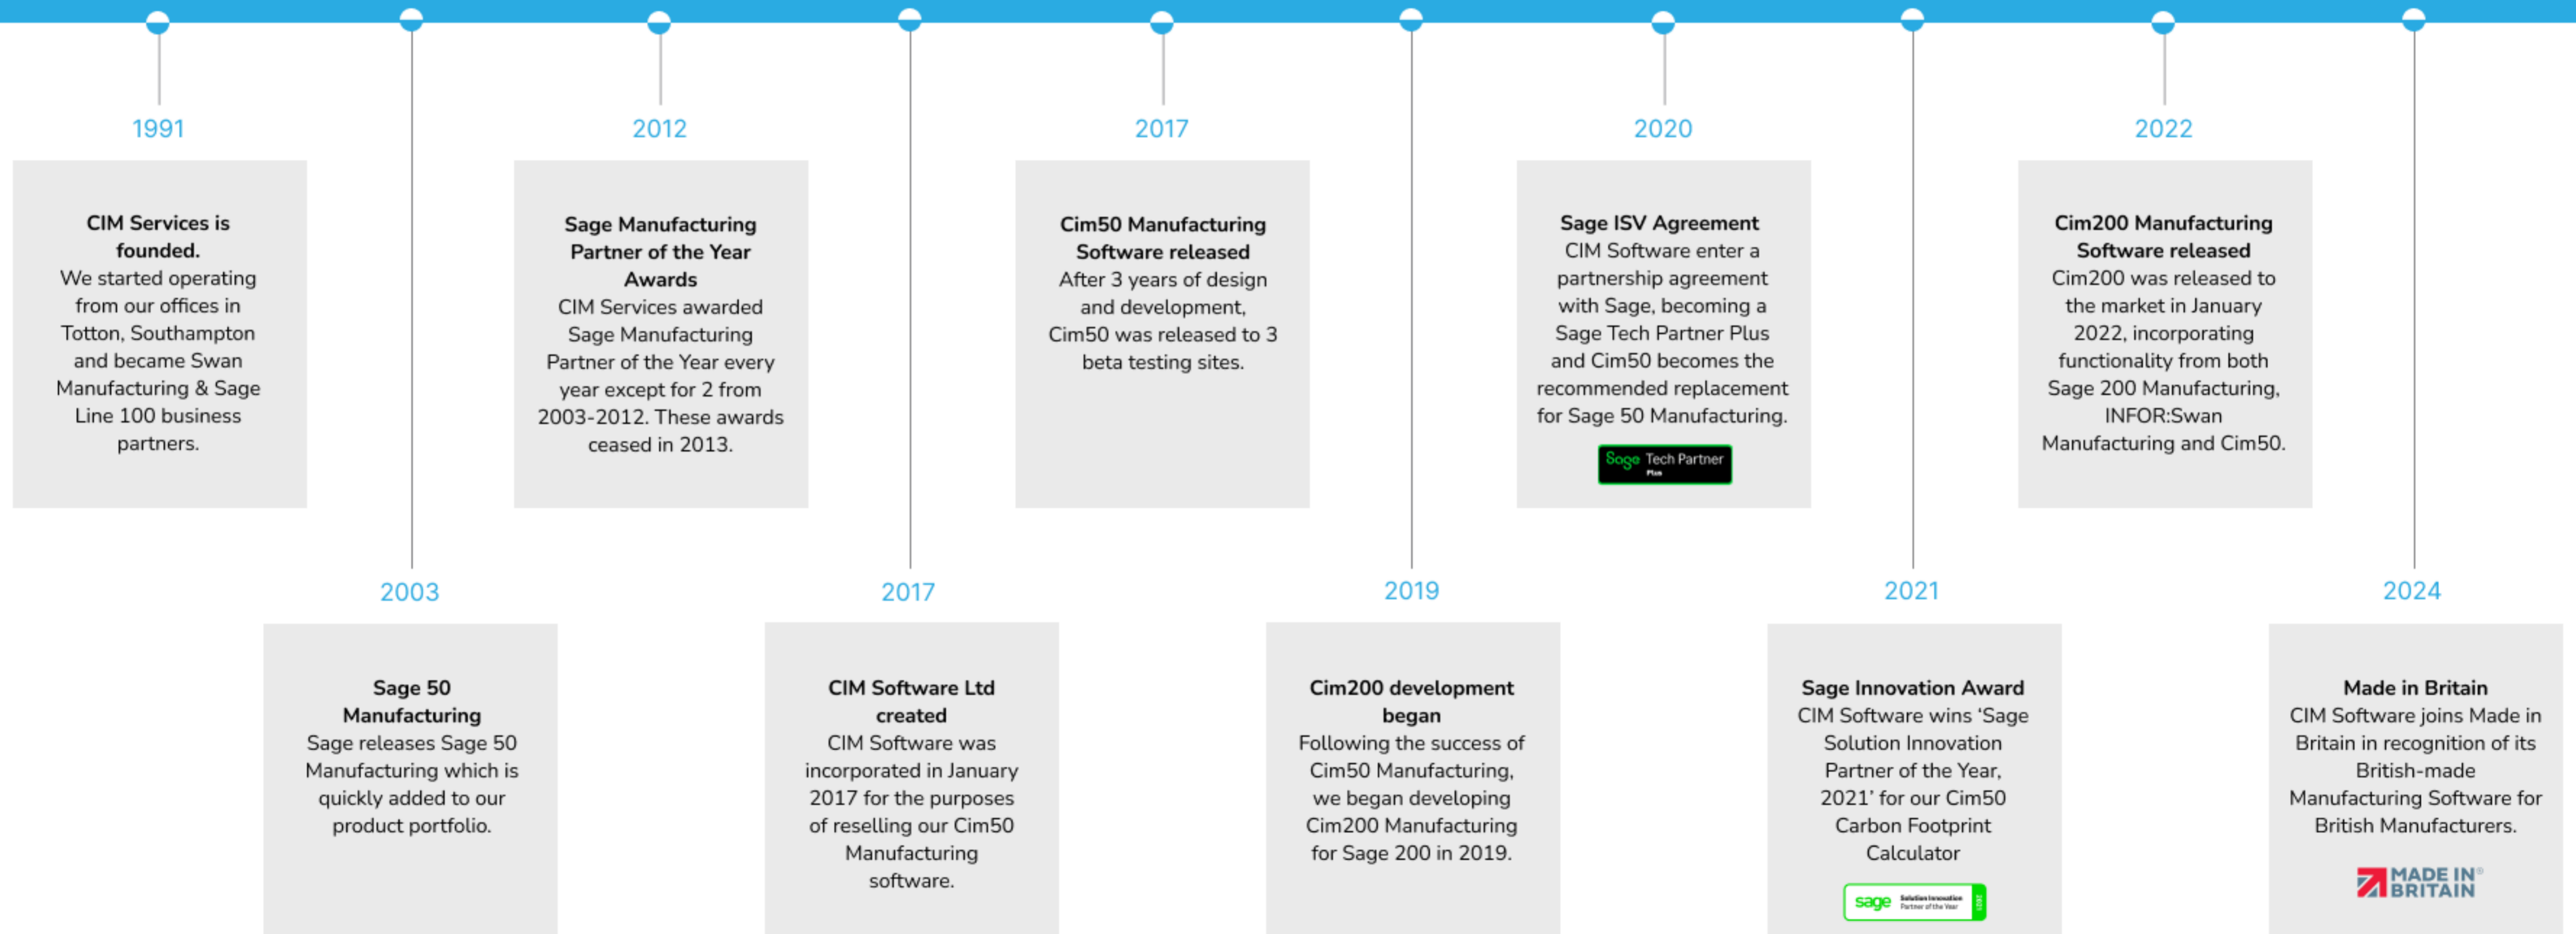 1991
CIM Services is
founded.
We started operating
from our offices in
Totton, Southampton
and became Swan
Manufacturing & Sage
Line 100 business
partners.
2003
Sage 50
Manufacturing
Sage releases Sage 50
Manufacturing which is
quickly added to our
product portfolio.
2012
Sage Manufacturing
Partner of the Year
Awards
CIM Services awarded
Sage Manufacturing
Partner of the Year every
year except for 2 from
2003-2012. These awards
ceased in 2013.
2017
CIM Software Ltd
created
CIM Software was
incorporated in January
2017 for the purposes
of reselling our Cim50
Manufacturing
software.
2017
Cim50 Manufacturing
Software released
After 3 years of design
and development,
Cim50 was released to 3
beta testing sites.
2019
Cim200 development
began
Following the success of
Cim50 Manufacturing,
we began developing
Cim200 Manufacturing
for Sage 200 in 2019.
2020
Sage ISV Agreement
CIM Software enter a
partnership agreement
with Sage, becoming a
Sage Tech Partner Plus
and Cim50 becomes the
recommended replacement
for Sage 50 Manufacturing.
Sage Tech Partner
Plus
2021
Sage Innovation Award
CIM Software wins ‘Sage
Solution Innovation
Partner of the Year,
2021’ for our Cim50
Carbon Footprint
Calculator
sage Solution Innovation
Partner of the Year
2021
2022
Cim200 Manufacturing
Software released
Cim200 was released to
the market in January
2022, incorporating
functionality from both
Sage 200 Manufacturing,
INFOR:Swan
Manufacturing and Cim50.
2024
Made in Britain
CIM Software joins Made in
Britain in recognition of its
British-made
Manufacturing Software for
British Manufacturers.
MADE IN®
BRITAIN